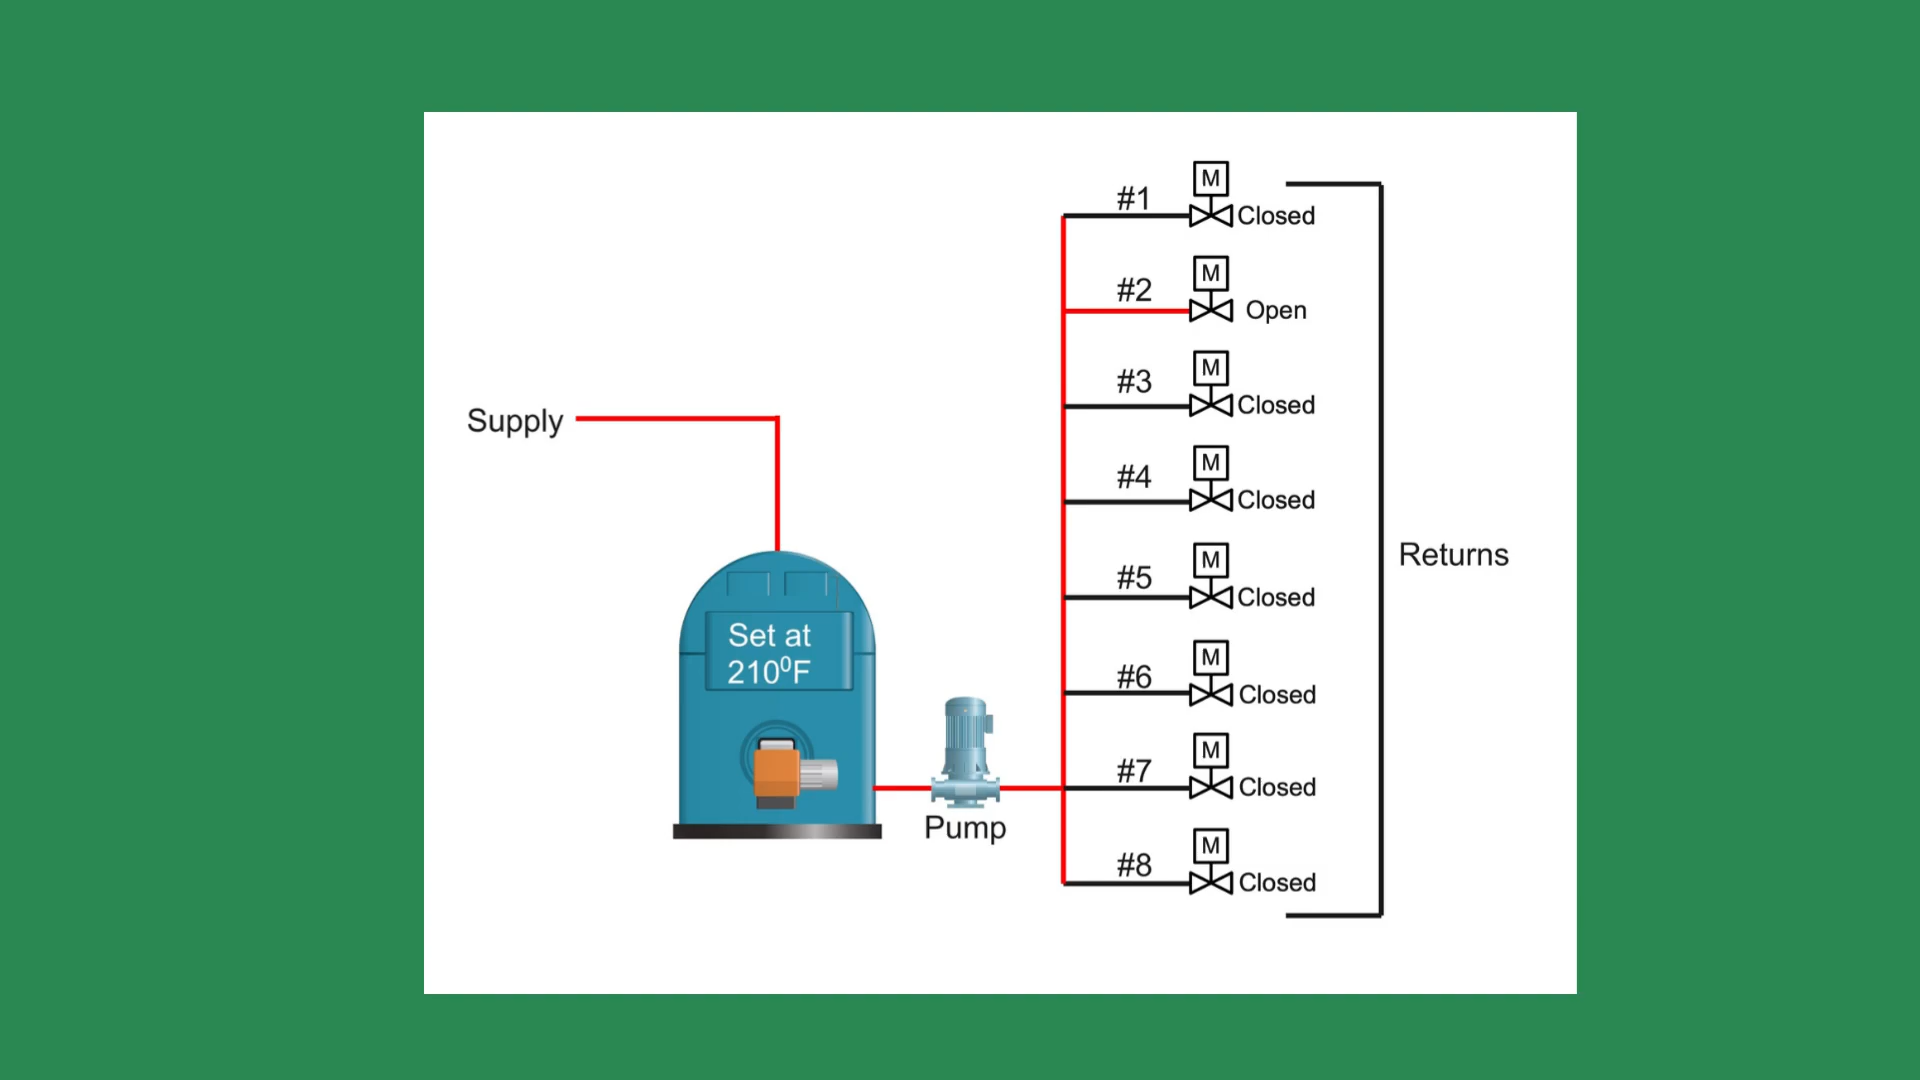 #1
M
Closed
#2
M
Open
#3
M
Closed
Supply
#4
M
Closed
Returns
#5
M
Closed
Set at
210⁰F
#6
M
Closed
#7
M
Closed
Pump
#8
M
Closed